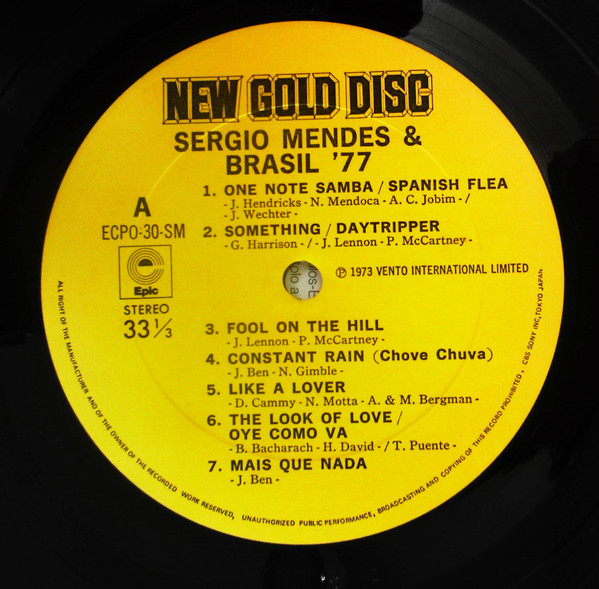 NEW GOLD DISC
SERGIO MENDES &
BRASIL '77
A
ECPO-30-SM
Epic
STEREO
33 1/3
1. ONE NOTE SAMBA / SPANISH FLEA
- J. Hendricks - N. Mendoca - A. C. Jobim - /
- J. Wechter -
2. SOMETHING / DAYTRIPPER
- G. Harrison - / - J. Lennon - P. McCartney -
℗ 1973 VENTO INTERNATIONAL LIMITED
3. FOOL ON THE HILL
- J. Lennon - P. McCartney -
4. CONSTANT RAIN (Chove Chuva)
- J. Ben - N. Gimble -
5. LIKE A LOVER
- D. Cammy - N. Motta - A. & M. Bergman -
6. THE LOOK OF LOVE /
OYE COMO VA
- B. Bacharach - H. David - / T. Puente -
7. MAIS QUE NADA
- J. Ben -
ALL RIGHT OF THE MANUFACTURER AND OF THE OWNER OF THE RECORDED WORK RESERVED, UNAUTHORIZED PUBLIC PERFORMANCE, BROADCASTING AND COPYING OF THIS RECORD PROHIBITED, CBS SONY INC, TOKYO JAPAN